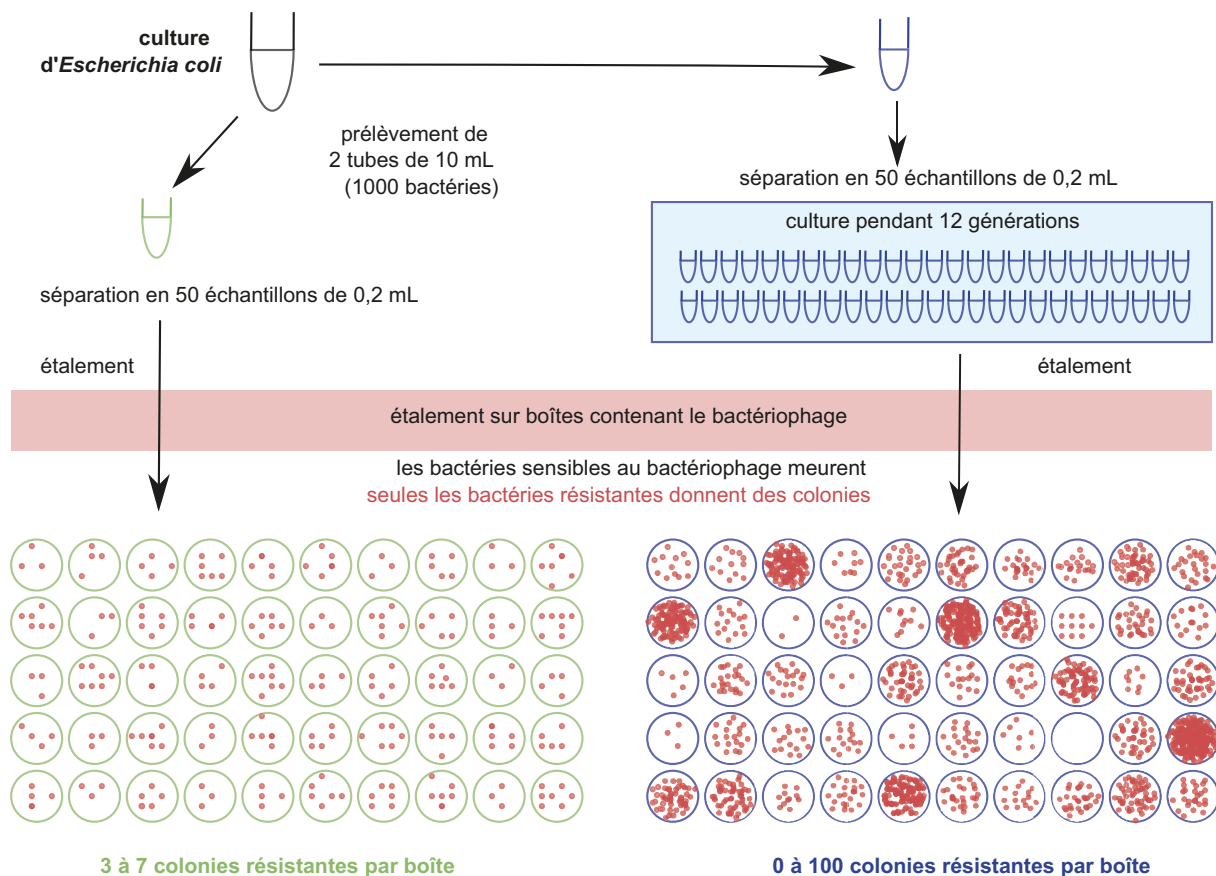 culture
d'Escherichia coli
prélèvement de
2 tubes de 10 mL
(1000 bactéries)
séparation en 50 échantillons de 0,2 mL
culture pendant 12 générations
séparation en 50 échantillons de 0,2 mL
étalement
étalement
étalement sur boîtes contenant le bactériophage
les bactéries sensibles au bactériophage meurent
seules les bactéries résistantes donnent des colonies
3 à 7 colonies résistantes par boîte
0 à 100 colonies résistantes par boîte